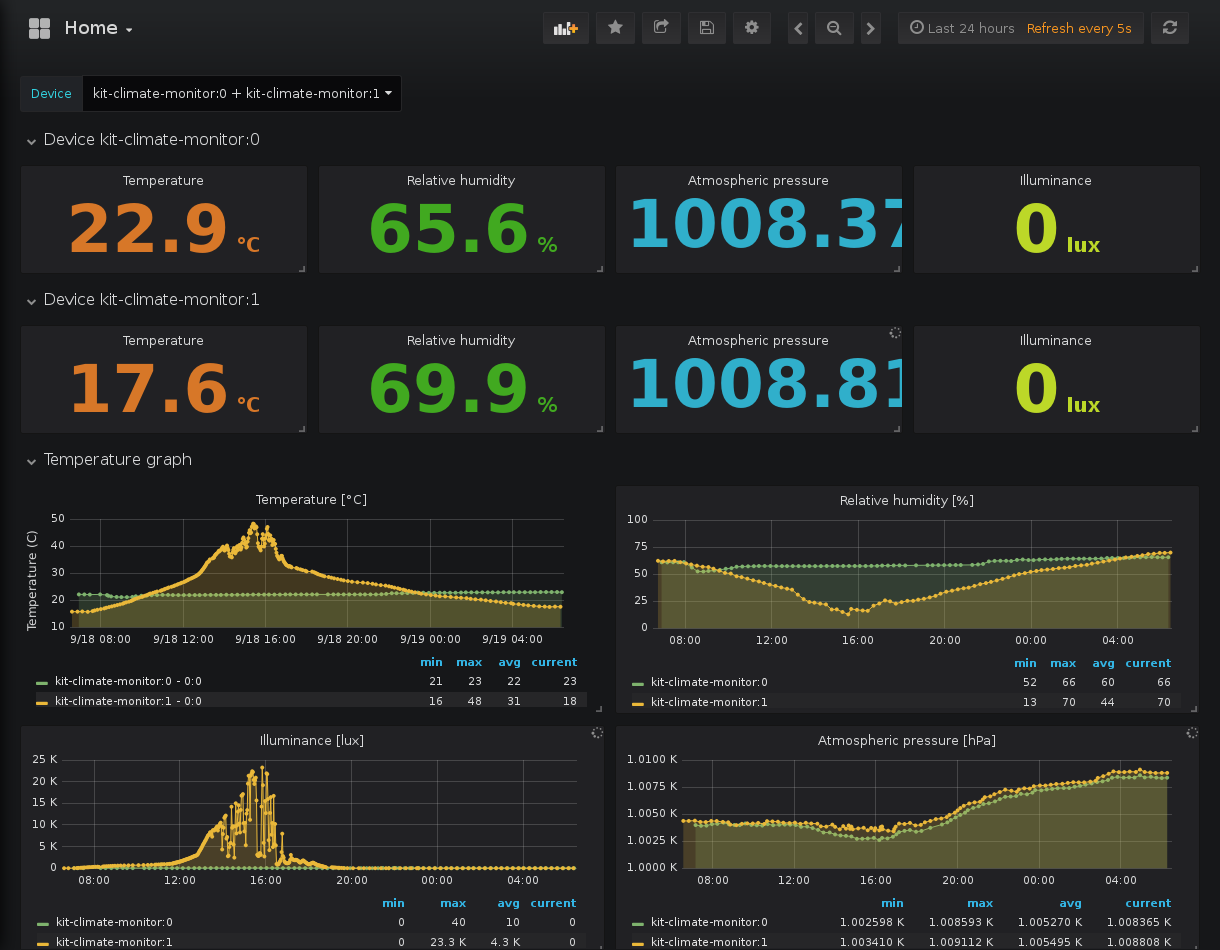 Home
Last 24 hours Refresh every 5s
Device kit-climate-monitor:0 + kit-climate-monitor:1
Device kit-climate-monitor:0
Temperature Relative humidity Atmospheric pressure Illuminance
22.9 °C 65.6 % 1008.37 0 lux
Device kit-climate-monitor:1
Temperature Relative humidity Atmospheric pressure Illuminance
17.6 °C 69.9 % 1008.81 0 lux
Temperature graph
Temperature [°C]
Temperature (C)
50
40
30
20
10
9/18 08:00 9/18 12:00 9/18 16:00 9/18 20:00 9/19 00:00 9/19 04:00
min max avg current
kit-climate-monitor:0 - 0:0 21 23 22 23
kit-climate-monitor:1 - 0:0 16 48 31 18
Relative humidity [%]
100
75
50
25
0
08:00 12:00 16:00 20:00 00:00 04:00
min max avg current
kit-climate-monitor:0 52 66 60 66
kit-climate-monitor:1 13 70 44 70
Illuminance [lux]
25 K
20 K
15 K
10 K
5 K
0
08:00 12:00 16:00 20:00 00:00 04:00
min max avg current
kit-climate-monitor:0 0 40 10 0
kit-climate-monitor:1 0 23.3 K 4.3 K 0
Atmospheric pressure [hPa]
1.0100 K
1.0075 K
1.0050 K
1.0025 K
1.0000 K
08:00 12:00 16:00 20:00 00:00 04:00
min max avg current
kit-climate-monitor:0 1.002598 K 1.008593 K 1.005270 K 1.008365 K
kit-climate-monitor:1 1.003410 K 1.009112 K 1.005495 K 1.008808 K